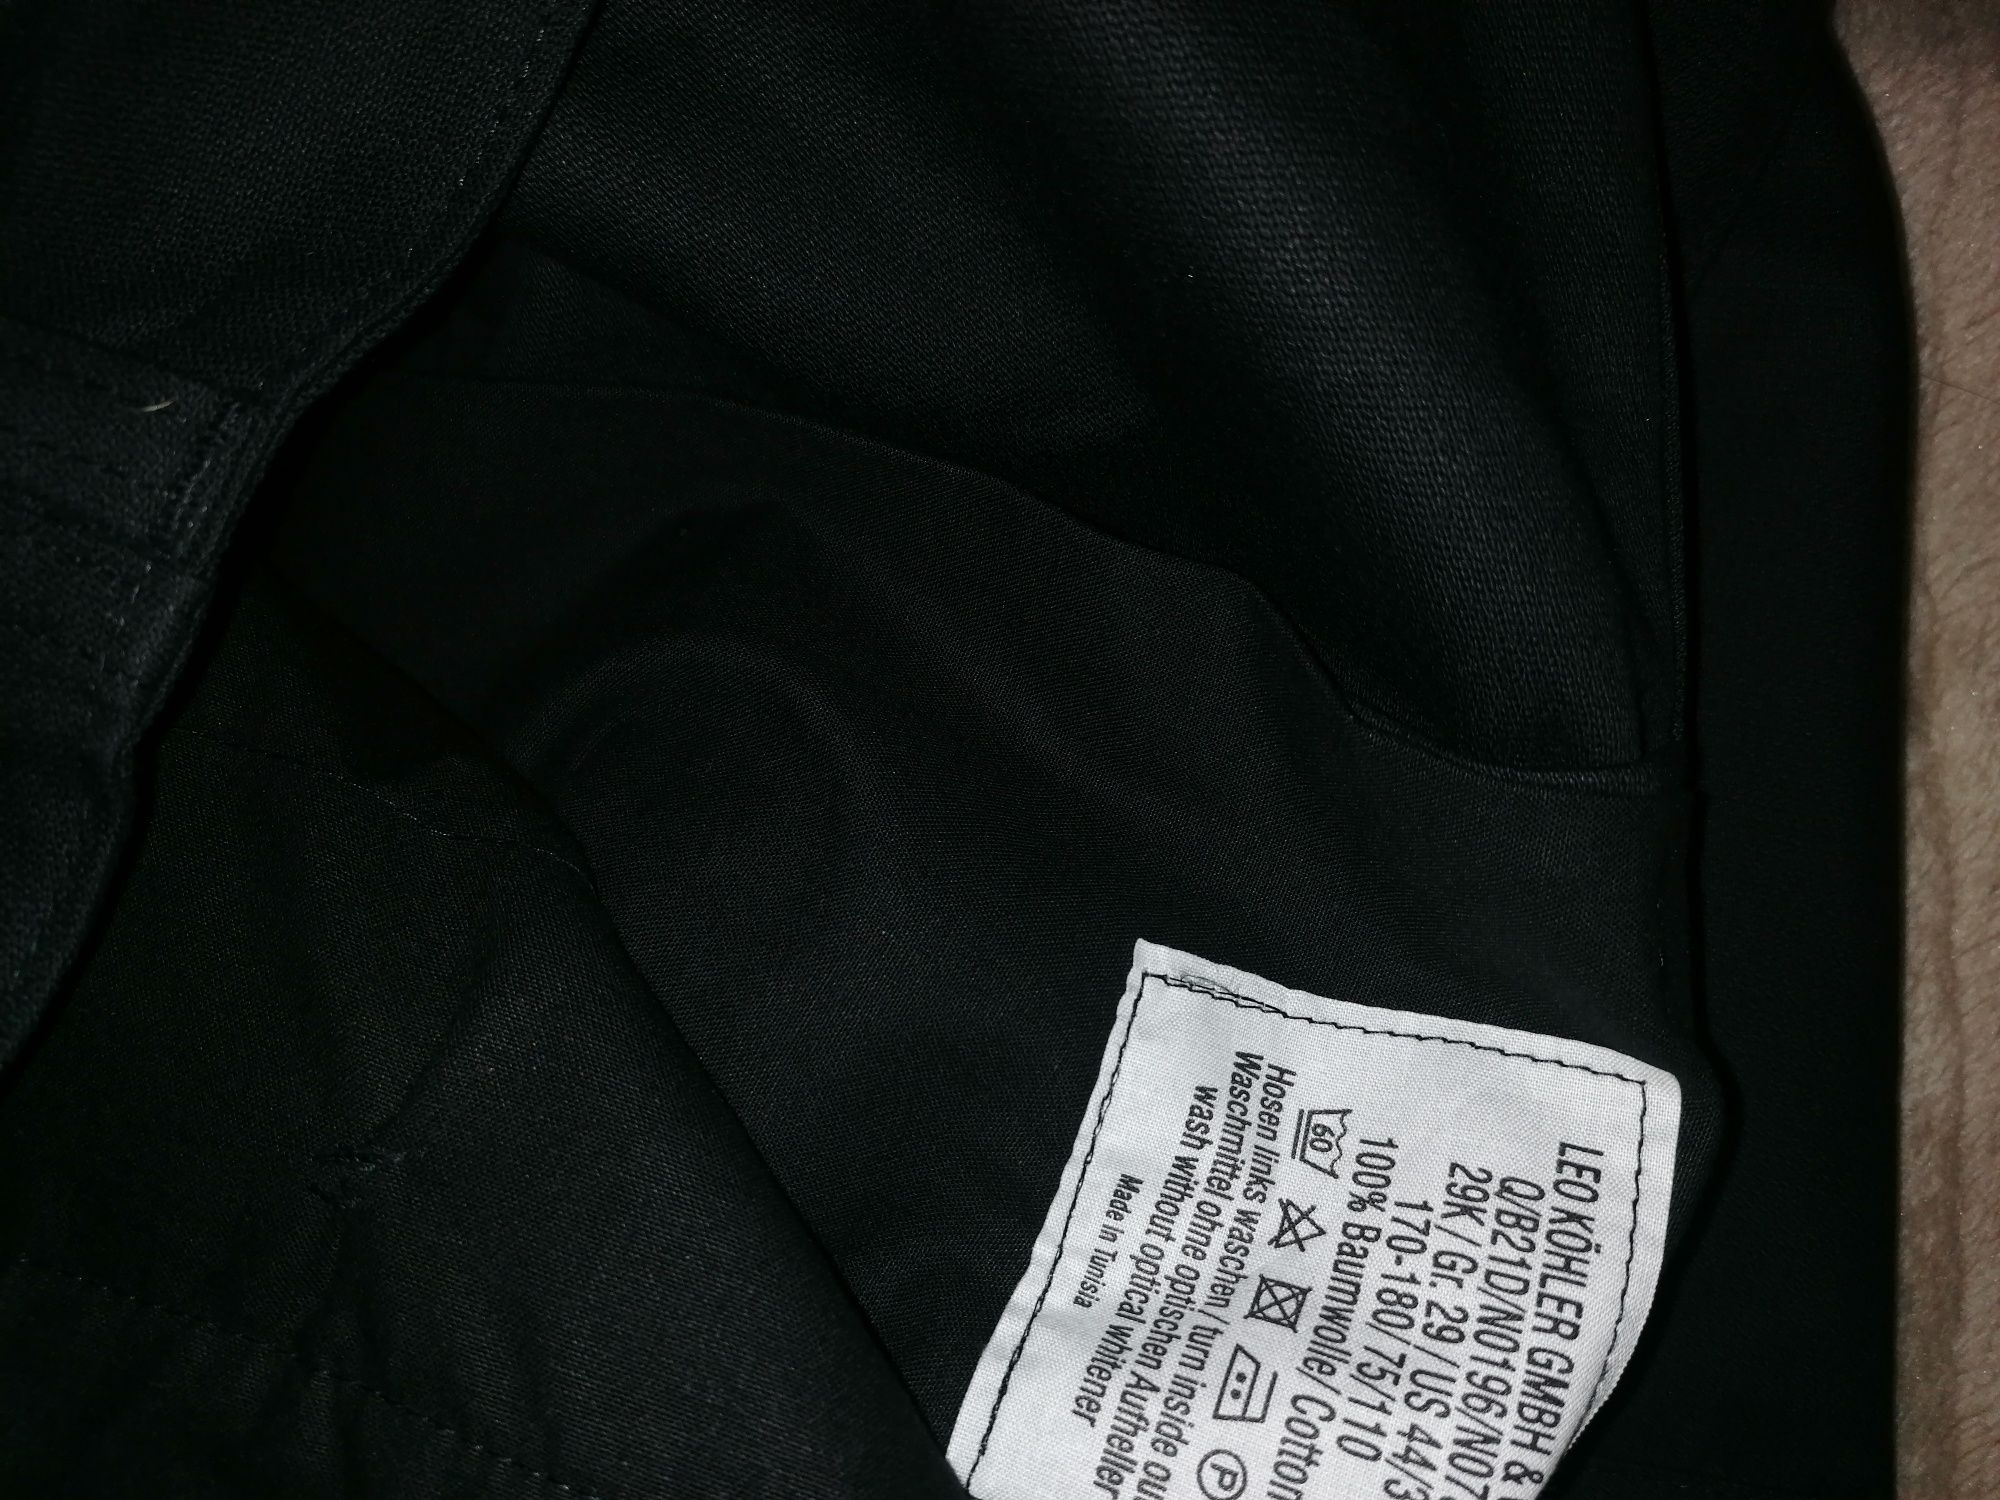 LEO KÖHLER GMBH &
Q/B21D/N0196/N07
29K / Gr. 29 / US 44/3
170-180/75/110
100% Baumwolle/ Cotton
60 P
Hosen links waschen/ turn inside ou
Waschmittel ohne optischen Aufheller
wash without optical whitener
Made in Tunisia